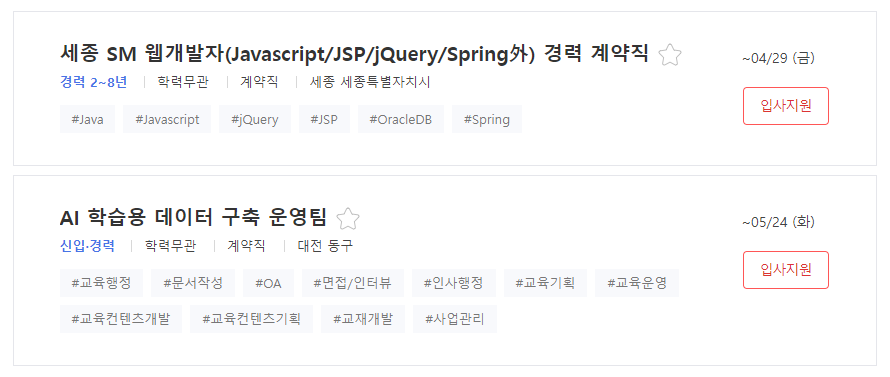 세종 SM 웹개발자(Javascript/JSP/jQuery/Spring外) 경력 계약직
~04/29 (금)
경력 2~8년 학력무관 계약직 세종 세종특별자치시
입사지원
#Java #Javascript #jQuery #JSP #OracleDB #Spring
AI 학습용 데이터 구축 운영팀
~05/24 (화)
신입·경력 학력무관 계약직 대전 동구
입사지원
#교육행정 #문서작성 #OA #면접/인터뷰 #인사행정 #교육기획 #교육운영
#교육컨텐츠개발 #교육컨텐츠기획 #교재개발 #사업관리